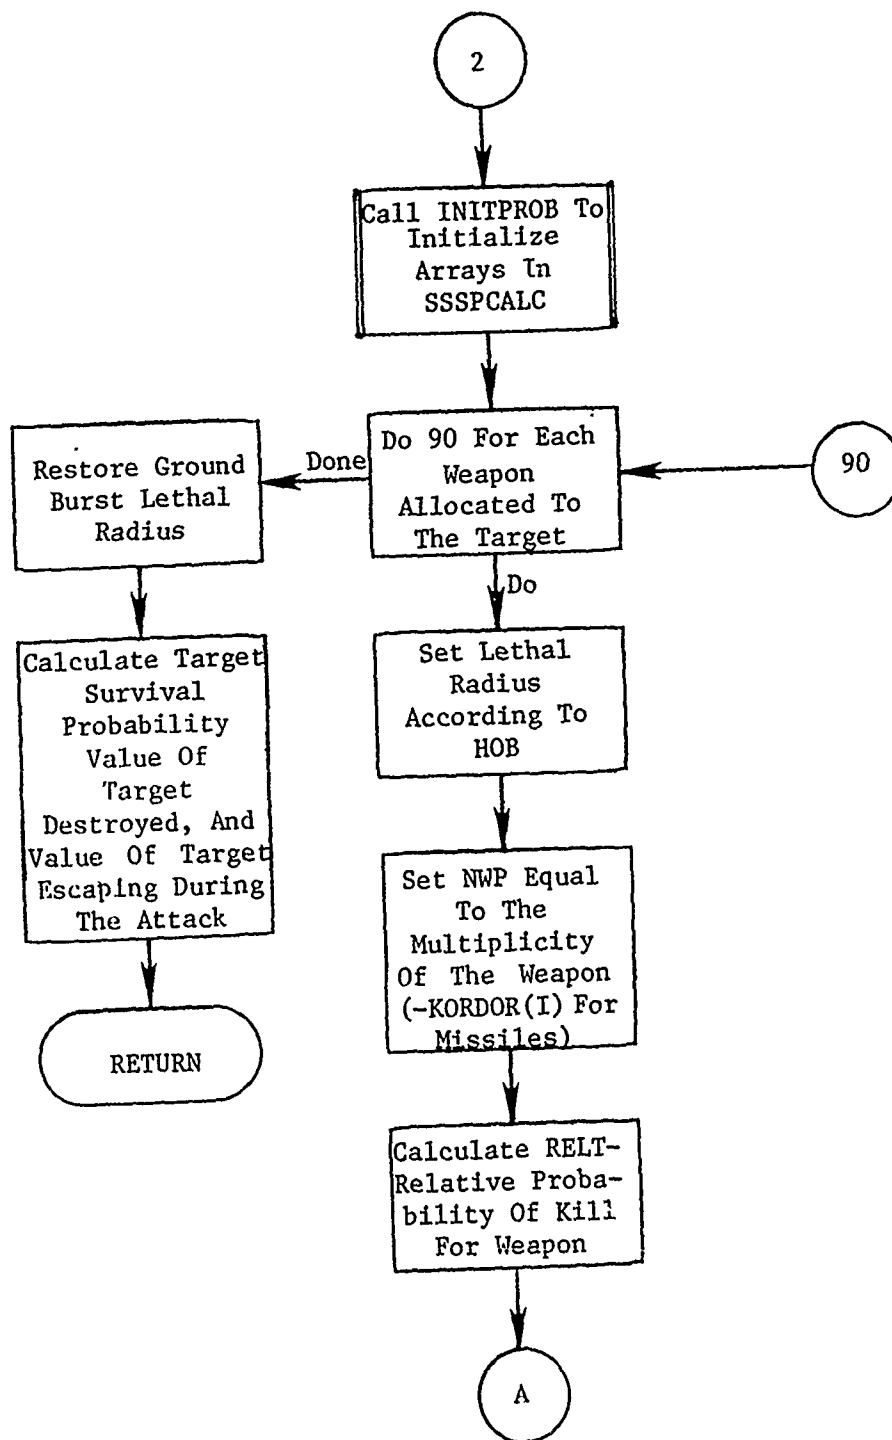 2
Call INITPROB To
Initialize
Arrays In
SSSPCALC
Do 90 For Each
Weapon
Allocated To
The Target
90
Done
Restore Ground
Burst Lethal
Radius
Calculate Target
Survival
Probability
Value Of
Target
Destroyed, And
Value Of Target
Escaping During
The Attack
RETURN
Do
Set Lethal
Radius
According To
HOB
Set NWP Equal
To The
Multiplicity
Of The Weapon
(-KORDOR(I) For
Missiles)
Calculate RELT-
Relative Proba-
bility Of Kill
For Weapon
A